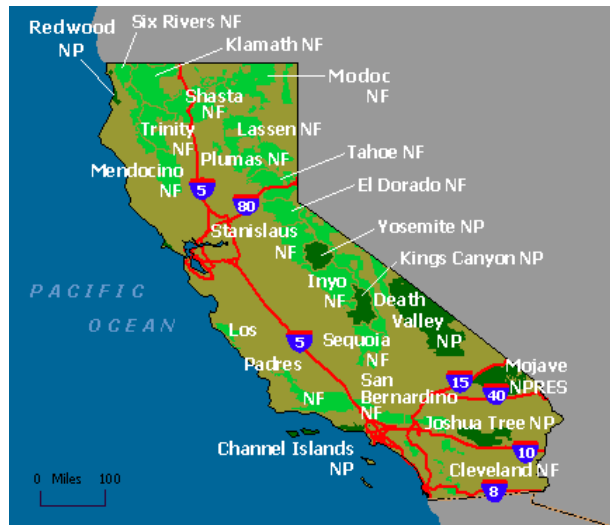 Six Rivers NF
Redwood
NP
Klamath NF
Modoc
NF
Shasta
NF
Trinity
NF
Lassen NF
Plumas NF
Tahoe NF
Mendocino
NF
El Dorado NF
5
80
Stanislaus
NF
Yosemite NP
Kings Canyon NP
Inyo
NF
Death
Valley
NP
PACIFIC
OCEAN
Los
Padres
NF
5
Sequoia
NF
San
Bernardino
NF
15
40
Mojave
NPRES
Joshua Tree NP
Channel Islands
NP
10
Cleveland NF
8
0 Miles 100